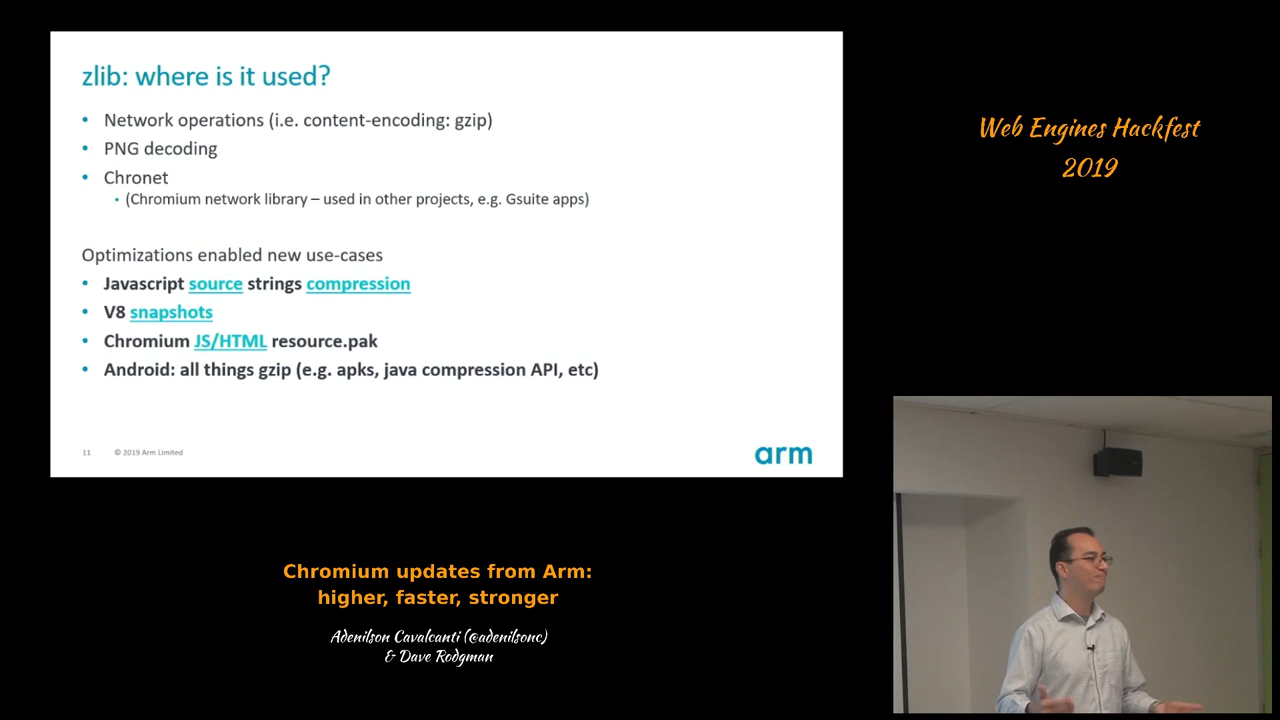 zlib: where is it used?
• Network operations (i.e. content-encoding: gzip)
• PNG decoding
• Chronet
• (Chromium network library – used in other projects, e.g. Gsuite apps)
Optimizations enabled new use-cases
• Javascript source strings compression
• V8 snapshots
• Chromium JS/HTML resource.pak
• Android: all things gzip (e.g. apks, java compression API, etc)
11 © 2019 Arm Limited
arm
Web Engines Hackfest
2019
Chromium updates from Arm:
higher, faster, stronger
Adenilson Cavalcanti (@adenilsonc)
& Dave Rodgman